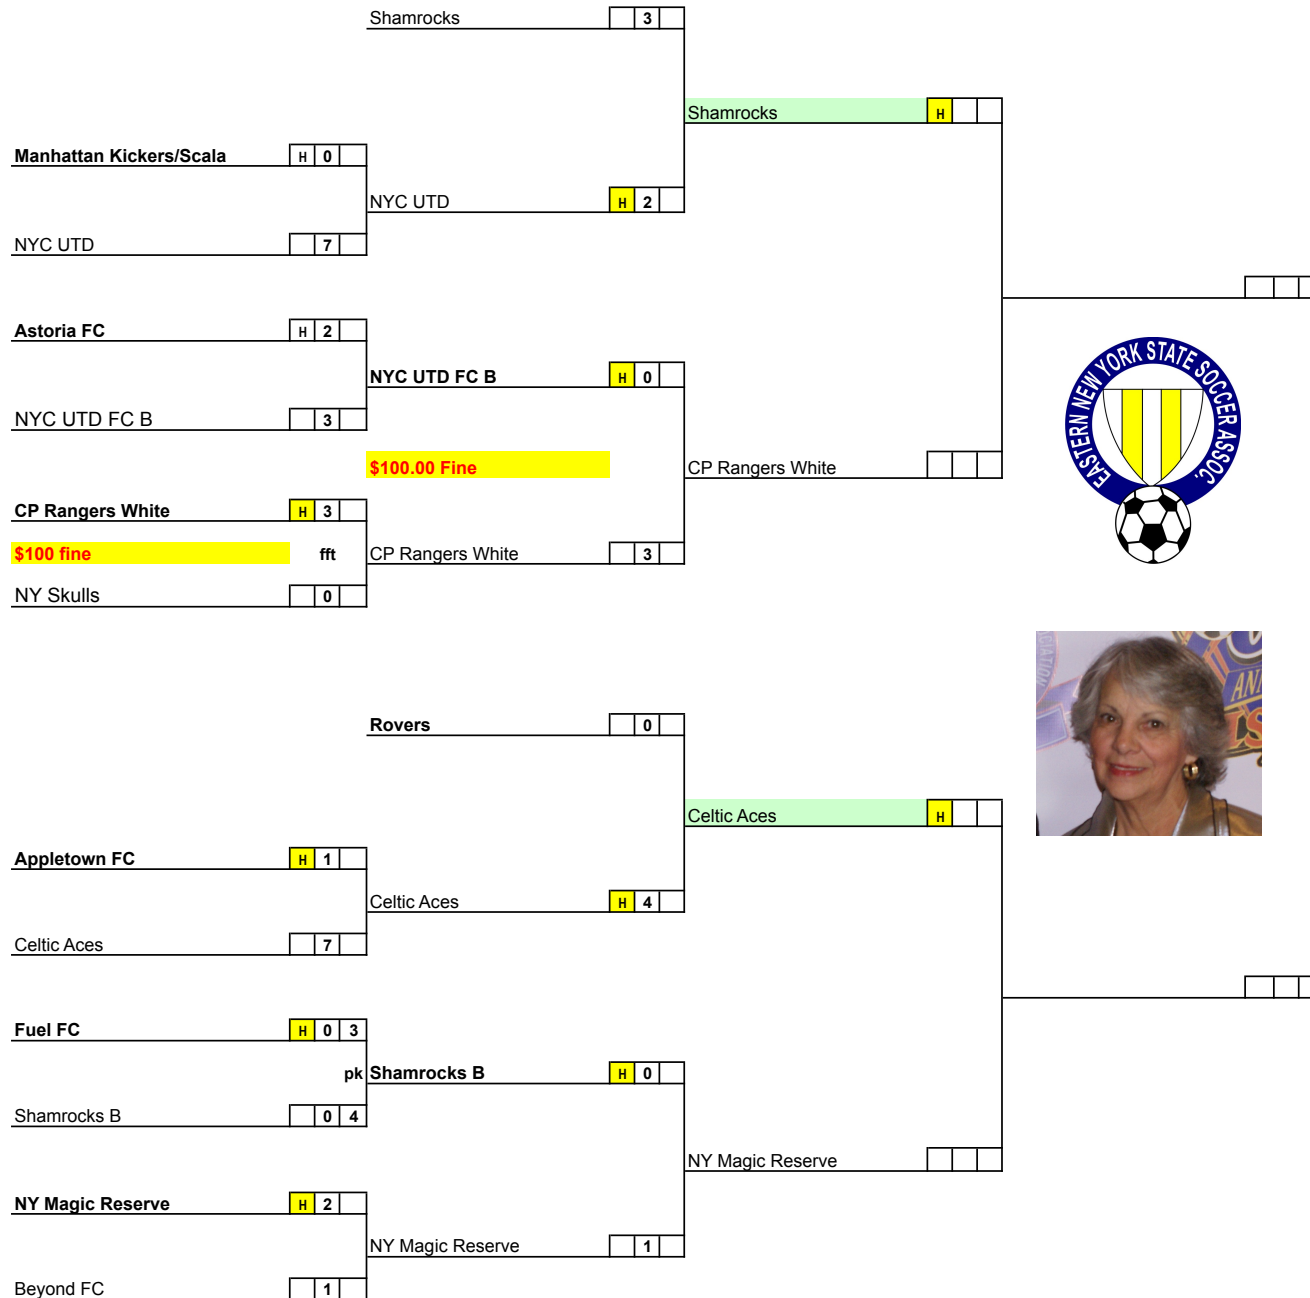 Shamrocks 3
Shamrocks H
Manhattan Kickers/Scala H 0
NYC UTD H 2
NYC UTD 7
Astoria FC H 2
NYC UTD FC B H 0
NYC UTD FC B 3
$100.00 Fine
CP Rangers White
CP Rangers White H 3
$100 fine fft
CP Rangers White 3
NY Skulls 0
EASTERN NEW YORK STATE SOCCER ASSOC.
Rovers 0
Celtic Aces H
Appletown FC H 1
Celtic Aces H 4
Celtic Aces 7
Fuel FC H 0 3
pk
Shamrocks B H 0
Shamrocks B 0 4
NY Magic Reserve
NY Magic Reserve H 2
NY Magic Reserve 1
Beyond FC 1